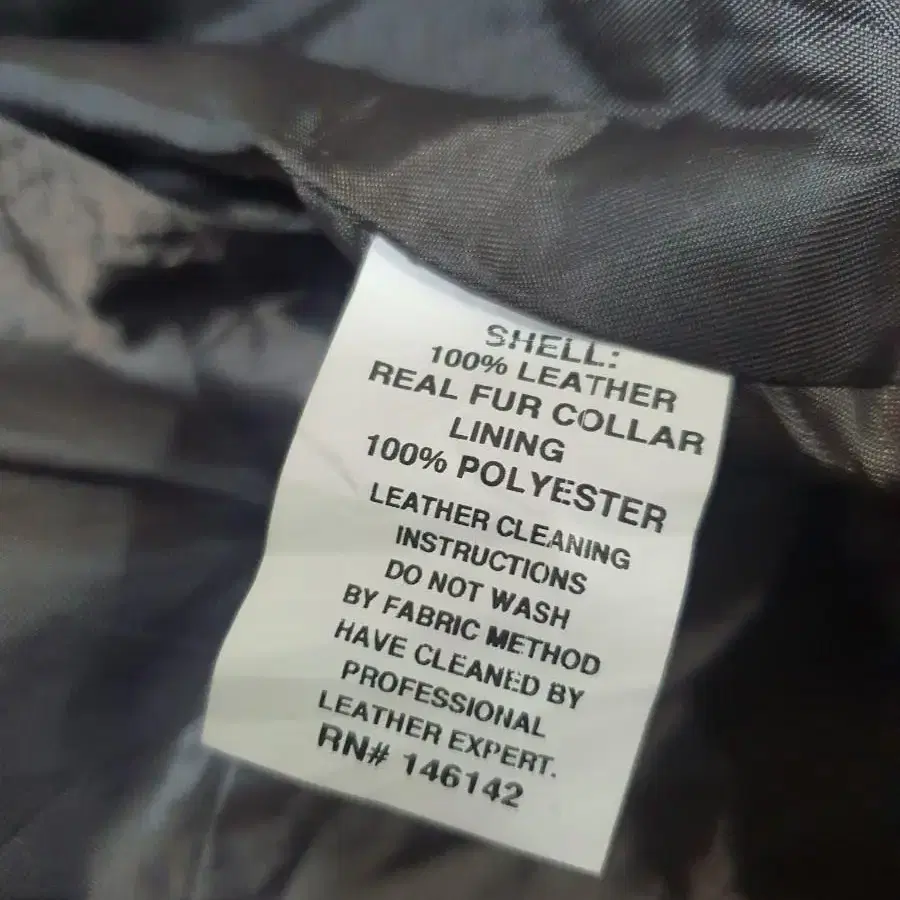 SHELL:
100% LEATHER
REAL FUR COLLAR
LINING
100% POLYESTER
LEATHER CLEANING
INSTRUCTIONS
DO NOT WASH
BY FABRIC METHOD
HAVE CLEANED BY
PROFESSIONAL
LEATHER EXPERT.
RN# 146142